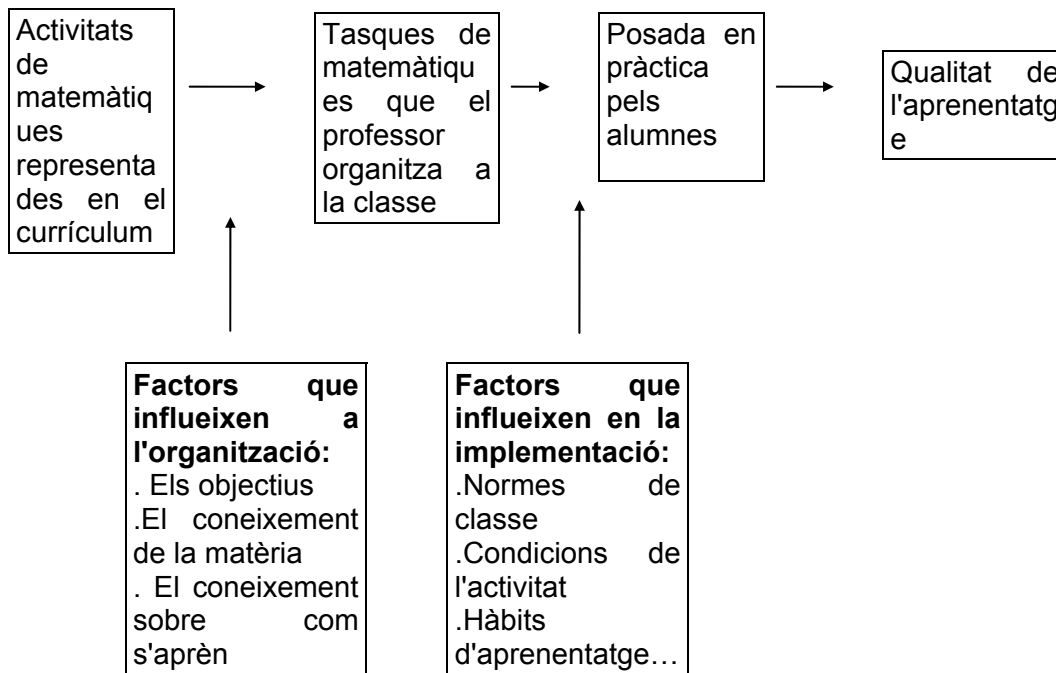 Activitats
de
matemàtiq
ues
representa
des en el
currículum
Tasques de
matemàtiqu
es que el
professor
organitza a
la classe
Posada en
pràctica
pels
alumnes
Qualitat de
l'aprenentatg
e
Factors que
influeixen a
l'organització:
. Els objectius
.El coneixement
de la matèria
. El coneixement
sobre com
s'aprèn
Factors que
influeixen en la
implementació:
.Normes de
classe
.Condicions de
l'activitat
.Hàbits
d'aprenentatge…